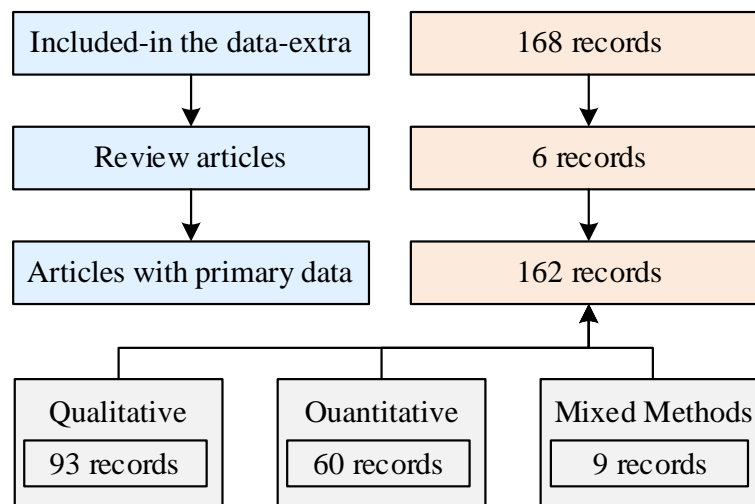 Included-in the data-extra
168 records
Review articles
6 records
Articles with primary data
162 records
Qualitative
93 records
Ouantitative
60 records
Mixed Methods
9 records